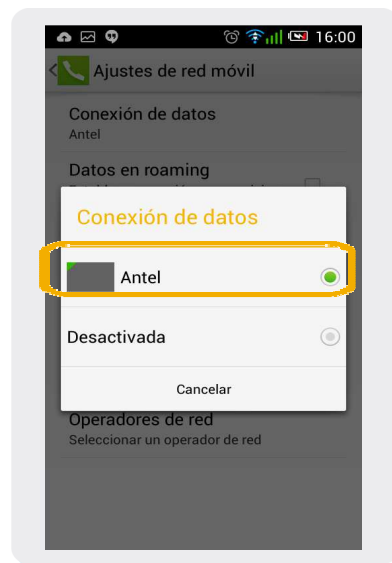 16:00
Ajustes de red móvil
Conexión de datos
Antel
Datos en roaming
Conexión de datos
Antel
Desactivada
Cancelar
Operadores de red
Seleccionar un operador de red